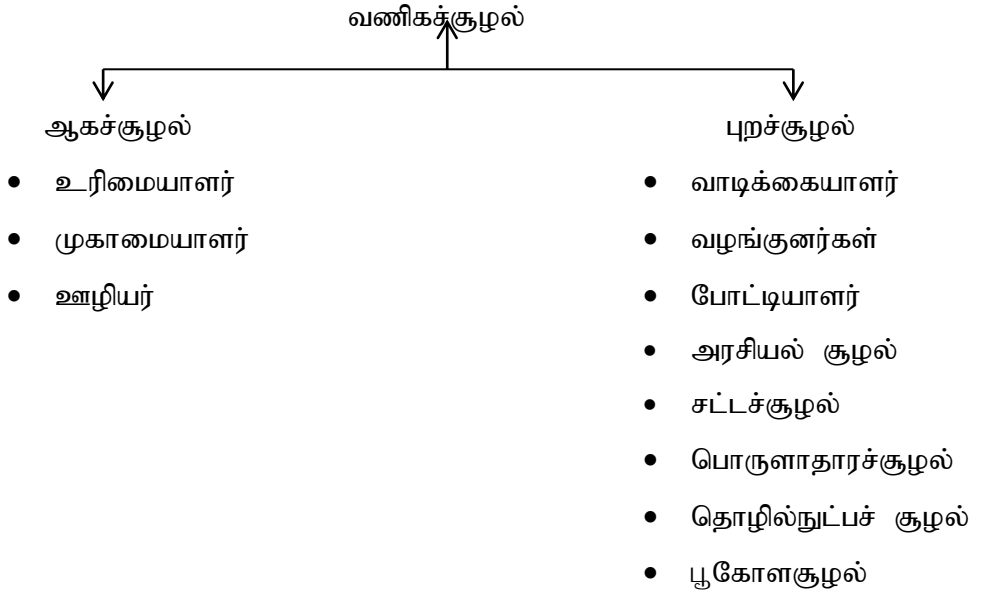 வணிகச்சூழல்
ஆகச்சூழல்
• உரிமையாளர்
• முகாமையாளர்
• ஊழியர்
புறச்சூழல்
• வாடிக்கையாளர்
• வழங்குனர்கள்
• போட்டியாளர்
• அரசியல் சூழல்
• சட்டச்சூழல்
• பொருளாதாரச்சூழல்
• தொழில்நுட்பச் சூழல்
• பூகோளசூழல்